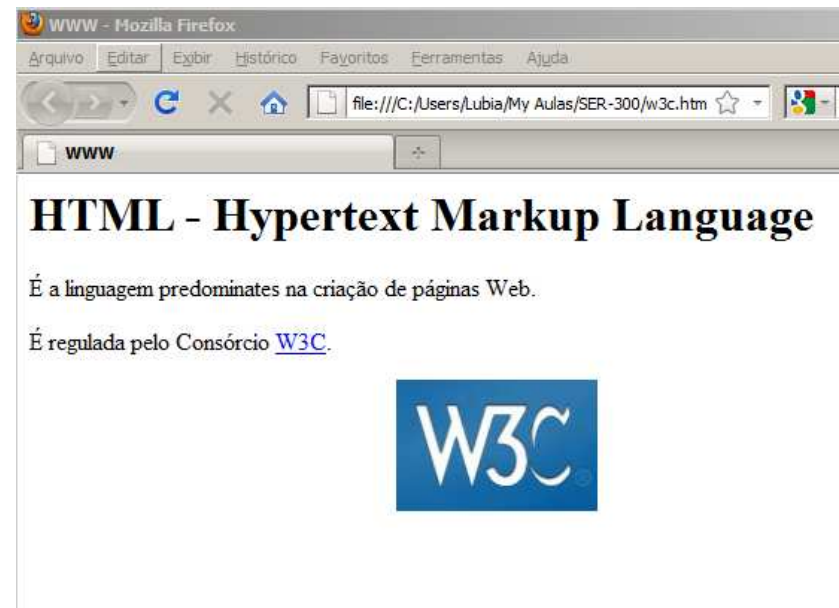 WWW - Mozilla Firefox
Arquivo Editar Exibir Histórico Favoritos Ferramentas Ajuda
file:///C:/Users/Lubia/My Aulas/SER-300/w3c.htm
WWW
HTML - Hypertext Markup Language
É a linguagem predominates na criação de páginas Web.
É regulada pelo Consórcio W3C.
W3C®